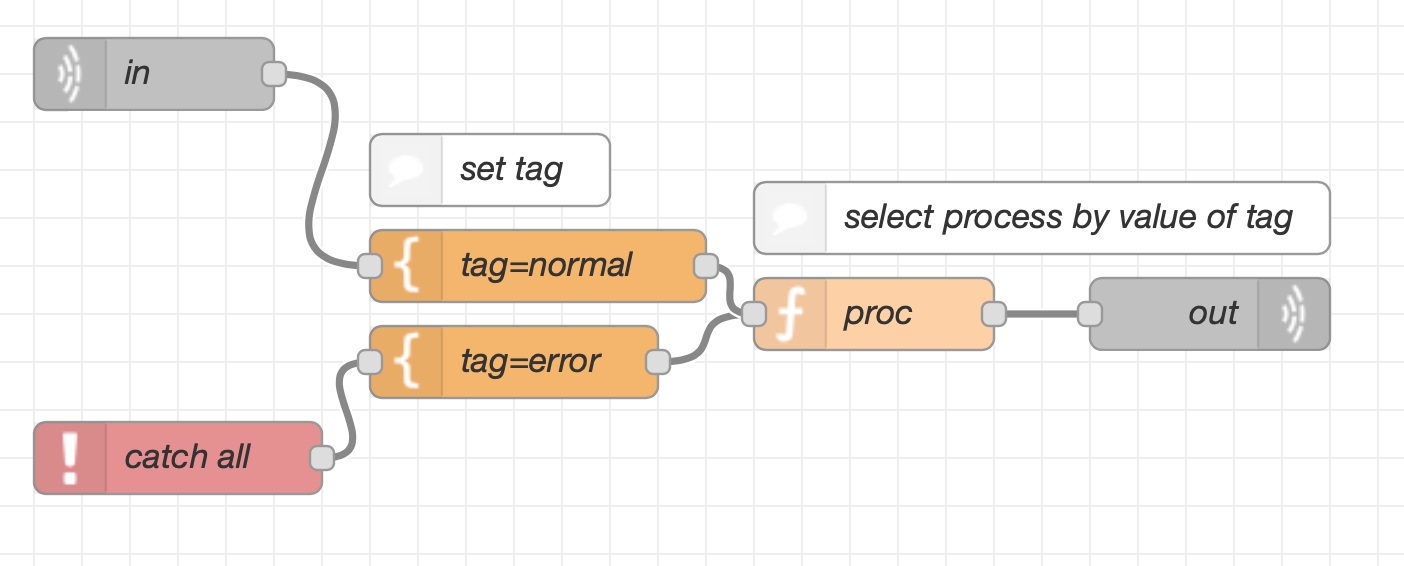 in
set tag
select process by value of tag
tag=normal
proc
out
tag=error
catch all